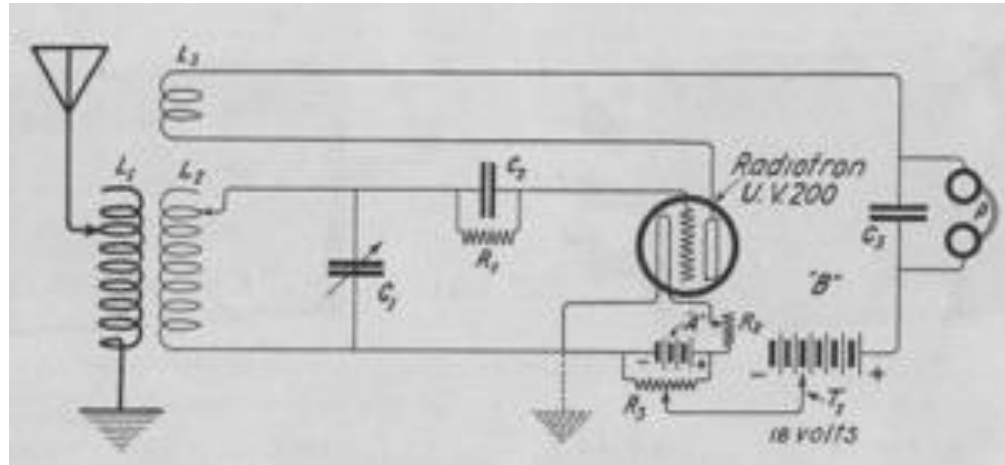 L3
L1
L2
C2
R1
C1
Radiotron
U.V.200
P
C3
"B"
"A"
R2
- +
R3
- +
T1
18 volts